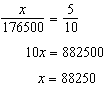 x/176500 = 5/10
10x = 882500
x = 88250